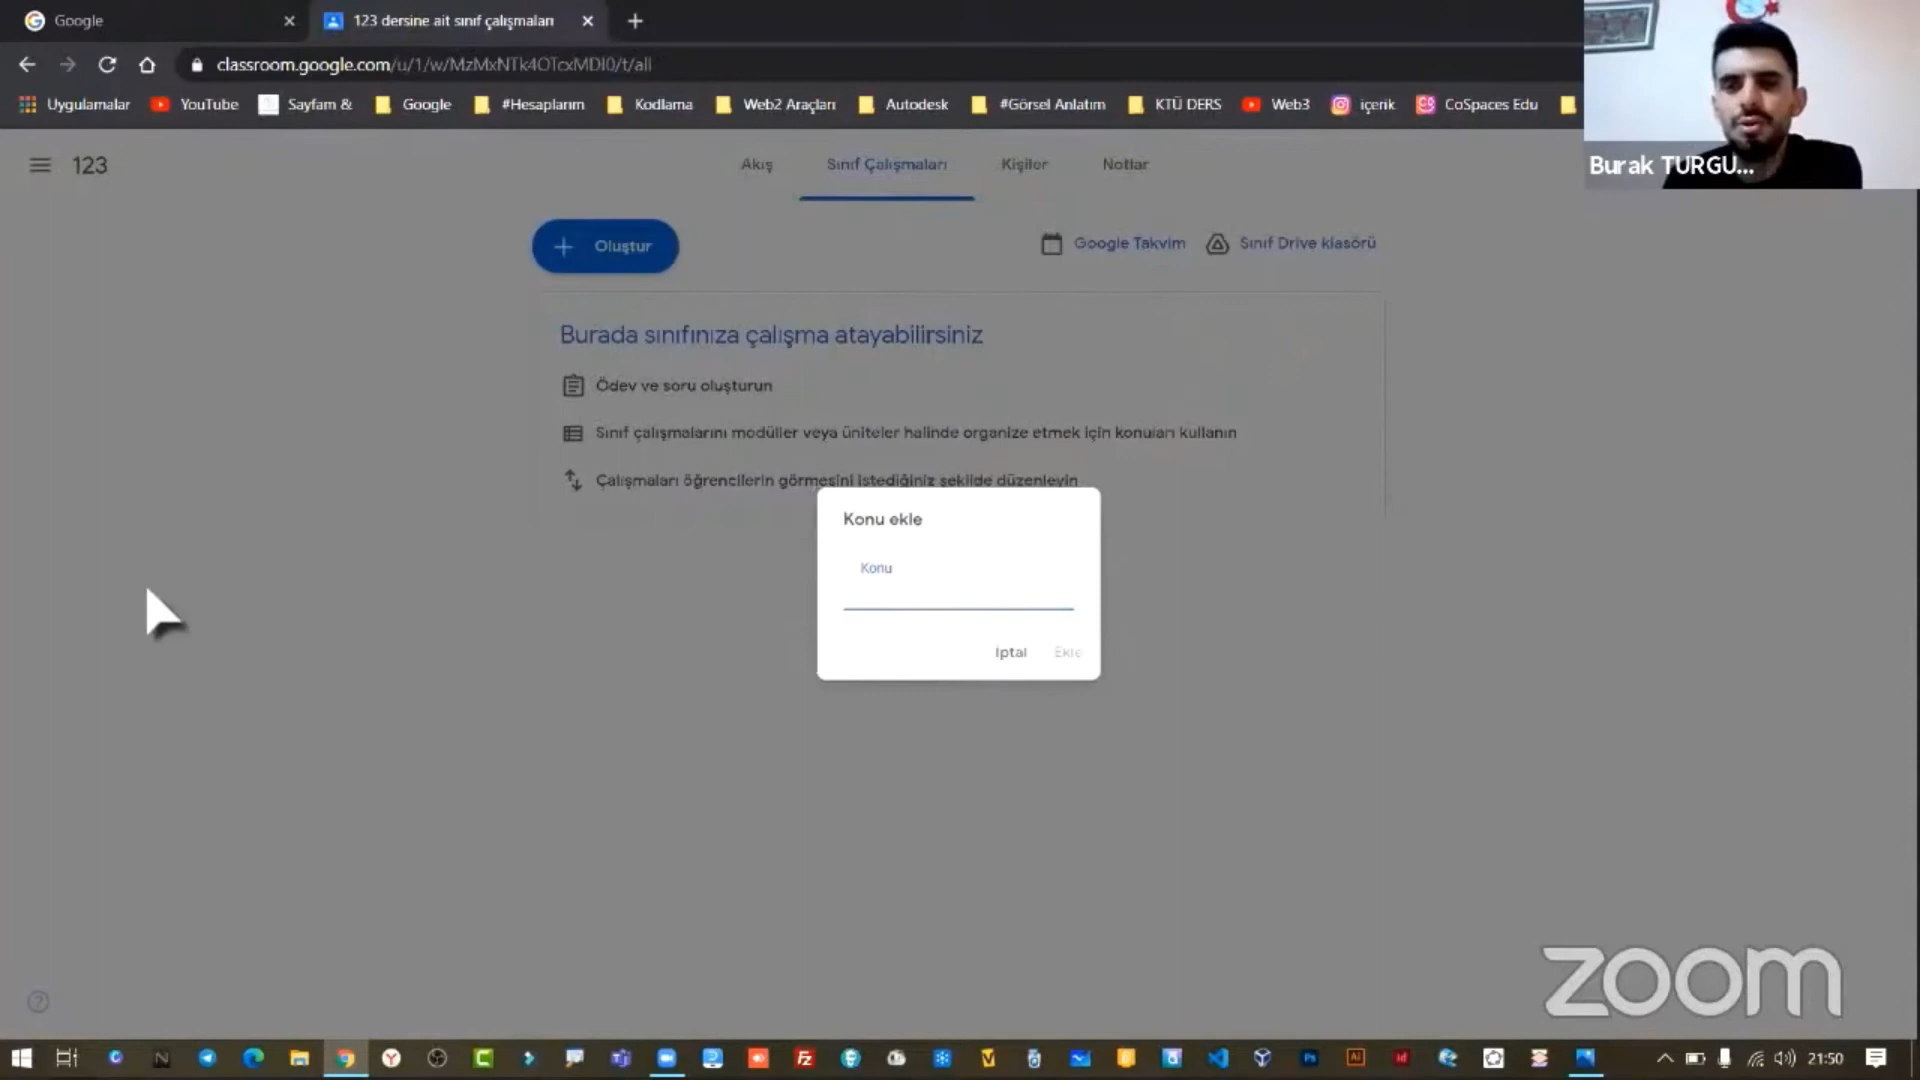 Google
123 dersine ait sınıf çalışmaları
classroom.google.com/u/1/w/MzMxNTk4OTcxMDI0/t/all
Uygulamalar
YouTube
Sayfam &
Google
#Hesaplarım
Kodlama
Web2 Araçları
Autodesk
#Görsel Anlatım
KTÜ DERS
Web3
içerik
CoSpaces Edu
Burak TURGU...
123
Akış
Sınıf Çalışmaları
Kişiler
Notlar
Oluştur
Google Takvim
Sınıf Drive klasörü
Burada sınıfınıza çalışma atayabilirsiniz
Ödev ve soru oluşturun
Sınıf çalışmalarını modüller veya üniteler halinde organize etmek için konuları kullanın
Çalışmaları öğrencilerin görmesini istediğiniz şekilde düzenleyin
Konu ekle
Konu
İptal
Ekle
zoom
21:50